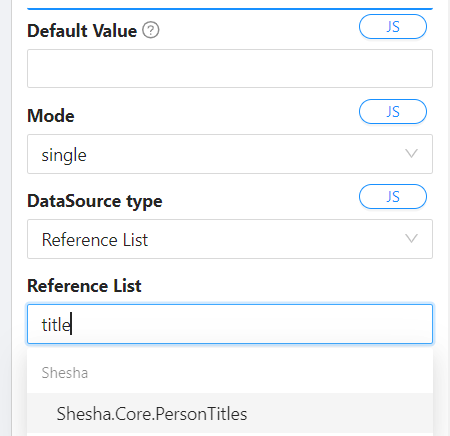 Default Value
JS
Mode
JS
single
DataSource type
JS
Reference List
Reference List
title
Shesha
Shesha.Core.PersonTitles